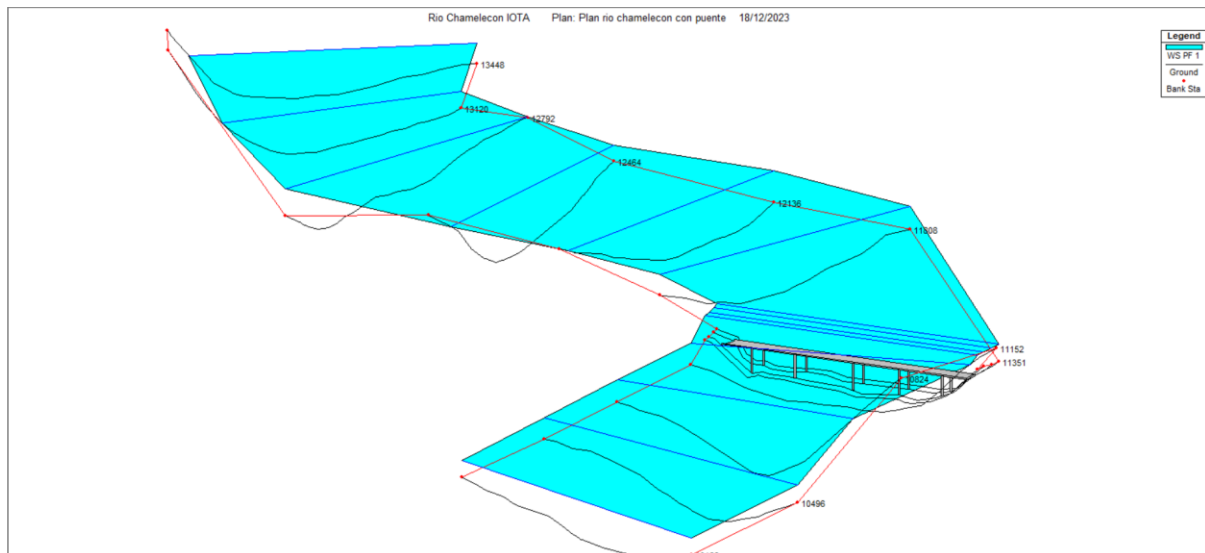 Rio Chamelecon IOTA Plan: Plan rio chamelecon con puente 18/12/2023
Legend
WS PF 1
Ground
Bank Sta
13448
13120
12792
12464
12136
11808
11152
11351
10496